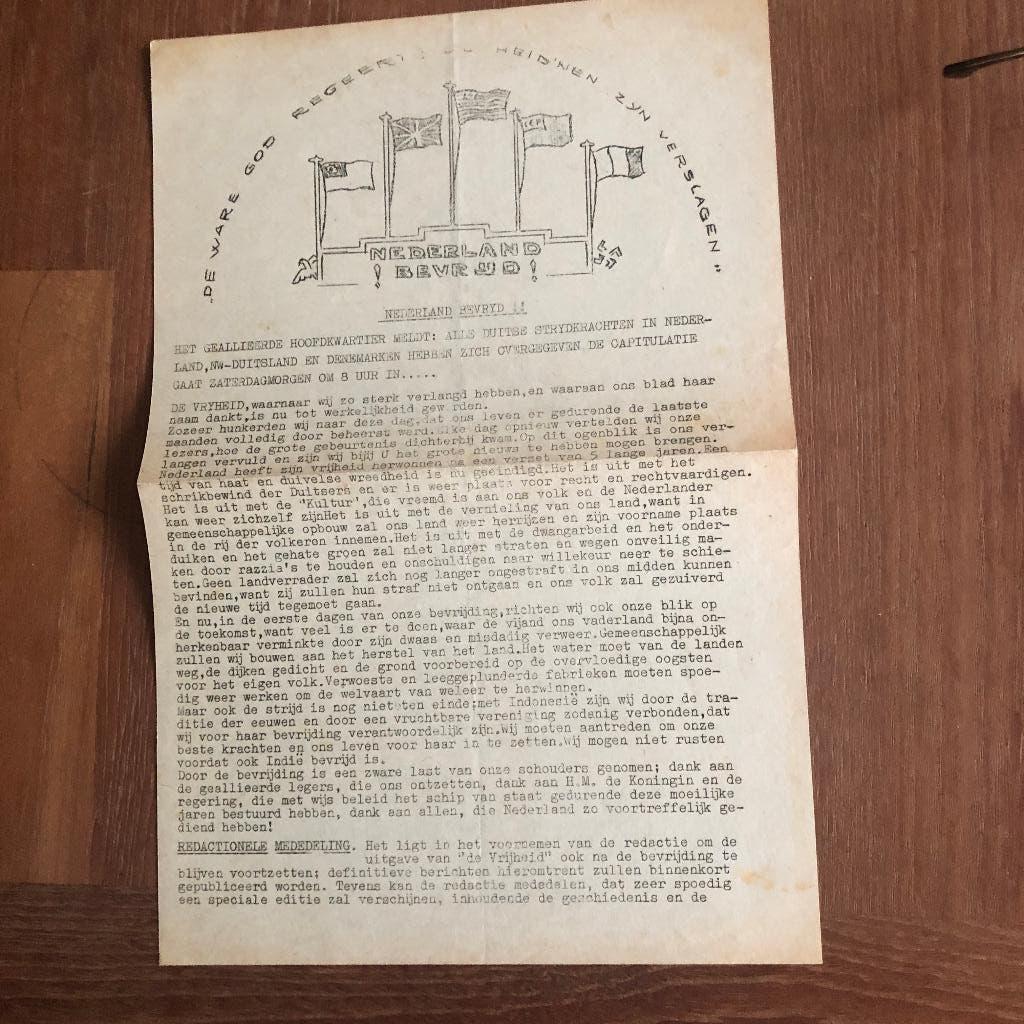 „DE WARE GOD REGEERT HEID'NEN ZYN VERSLAGEN"
NEDERLAND
! BEVRIJD !
NEDERLAND BEVRYD !!
HET GEALLIEERDE HOOFDKWARTIER MELDT: ALLE DUITSE STRYDKRACHTEN IN NEDER-
LAND,NW-DUITSLAND EN DENEMARKEN HEBBEN ZICH OVERGEGEVEN.DE CAPITULATIE
GAAT ZATERDAGMORGEN OM 8 UUR IN.....
DE VRYHEID,waarnaar wij zo sterk verlangd hebben,en waaraan ons blad haar
naam dankt,is nu tot werkelijkheid geworden.
Zozeer hunkerden wij naar deze dag,dat ons leven er gedurende de laatste
maanden volledig door beheerst werd.Elke dag opnieuw vertelden wij onze
lezers,hoe de grote gebeurtenis dichterbij kwam.Op dit ogenblik is ons ver-
langen vervuld en zijn wij blij U het grote nieuws te hebben mogen brengen.
Nederland heeft zijn vrijheid herwonnen na een verzet van 5 lange jaren.Een
tijd van haat en duivelse wreedheid is nu geeindigd.Het is uit met het
schrikbewind der Duitsers en er is weer plaats voor recht en rechtvaardigen.
Het is uit met de "Kultur",die vreemd is aan ons volk en de Nederlander
kan weer zichzelf zijnHet is uit met de vernieling van ons land,want in
gemeenschappelijke opbouw zal ons land weer herrijzen en zijn voorname plaats
in de rij der volkeren innemen.Het is uit met de dwangarbeid en het onder-
duiken en het gehate groen zal niet langer straten en wegen onveilig ma-
ken door razzia's te houden en onschuldigen naar willekeur neer te schie-
ten.Geen landverrader zal zich nog langer ongestraft in ons midden kunnen
bevinden,want zij zullen hun straf niet ontgaan en ons volk zal gezuiverd
de nieuwe tijd tegemoet gaan.
En nu,in de eerste dagen van onze bevrijding,richten wij ook onze blik op
de toekomst,want veel is er te doen,waar de vijand ons vaderland bijna on-
herkenbaar verminkte door zijn dwaas en misdadig verweer.Gemeenschappelijk
zullen wij bouwen aan het herstel van het land.Het water moet van de landen
weg,de dijken gedicht en de grond voorbereid op de overvloedige oogsten
voor het eigen volk.Verwoeste en leeggeplunderde fabrieken moeten spoe-
dig weer werken om de welvaart van weleer te herwinnen.
Maar ook de strijd is nog niet ten einde;met Indonesië zijn wij door de tra-
ditie der eeuwen en door een vruchtbare vereniging zodanig verbonden,dat
wij voor haar bevrijding verantwoordelijk zijn.Wij moeten aantreden om onze
beste krachten en ons leven voor haar in te zetten.Wij mogen niet rusten
voordat ook Indië bevrijd is.
Door de bevrijding is een zware last van onze schouders genomen; dank aan
de geallieerde legers, die ons ontzetten, dank aan H.M. de Koningin en de
regering, die met wijs beleid het schip van staat gedurende deze moeilijke
jaren bestuurd hebben, dank aan allen, die Nederland zo voortreffelijk ge-
diend hebben!
REDACTIONELE MEDEDELING. Het ligt in het voornemen van de redactie om de
uitgave van "de Vrijheid" ook na de bevrijding te
blijven voortzetten; definitieve berichten hieromtrent zullen binnenkort
gepubliceerd worden. Tevens kan de redactie mededelen, dat zeer spoedig
een speciale editie zal verschijnen, inhoudende de geschiedenis en de